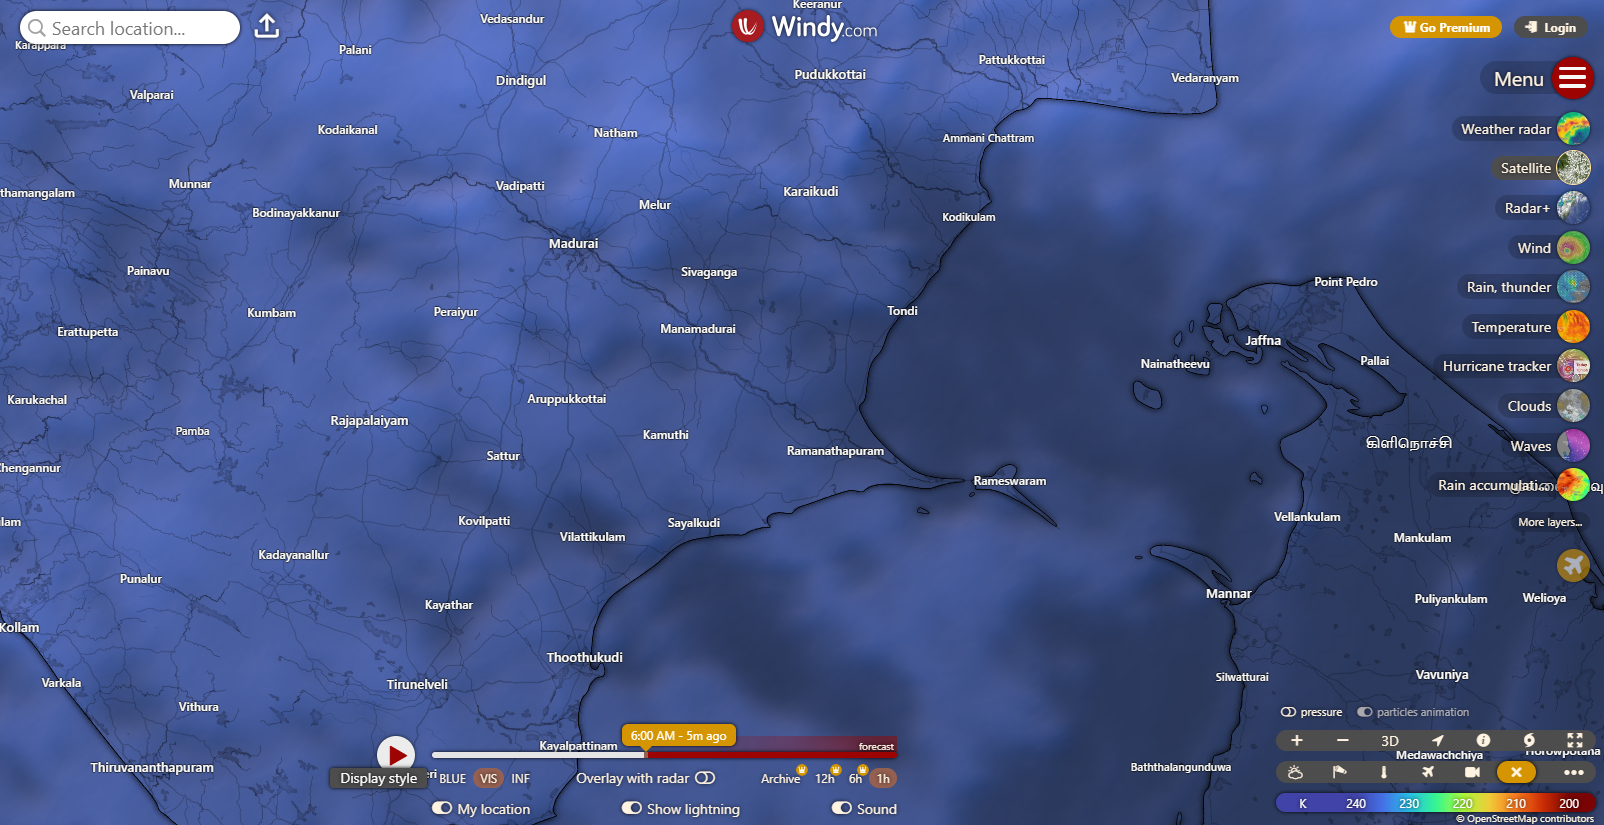 Search location...
Windy.com
Go Premium
Login
Menu
Weather radar
Satellite
Radar+
Wind
Rain, thunder
Temperature
Hurricane tracker
Clouds
Waves
Rain accumulati...
More layers...
Keeranur
Vedasandur
Karappara
Palani
Pattukkottai
Dindigul
Pudukkottai
Vedaranyam
Valparai
Kodaikanal
Natham
Ammani Chattram
Munnar
Vadipatti
Karaikudi
thamangalam
Melur
Bodinayakkanur
Kodikulam
Madurai
Painavu
Sivaganga
Point Pedro
Kumbam
Peraiyur
Tondi
Erattupetta
Manamadurai
Jaffna
Nainatheevu
Pallai
Karukachal
Aruppukkottai
Rajapalaiyam
Pamba
Kamuthi
கிளிநொச்சி
Sattur
Ramanathapuram
Chengannur
Rameswaram
lam
Kovilpatti
Sayalkudi
Vellankulam
Vilattikulam
Mankulam
Kadayanallur
Punalur
Mannar
Kayathar
Puliyankulam
Welioya
Kollam
Thoothukudi
Varkala
Tirunelveli
Silwatturai
Vavuniya
Vithura
Kayalpattinam
Thiruvananthapuram
Baththalangunduwa
Medawachchiya
Horowpotana
pressure
particles animation
6:00 AM - 5m ago
forecast
Display style
eri
BLUE
VIS
INF
Overlay with radar
Archive
12h
6h
1h
My location
Show lightning
Sound
3D
K 240 230 220 210 200
© OpenStreetMap contributors